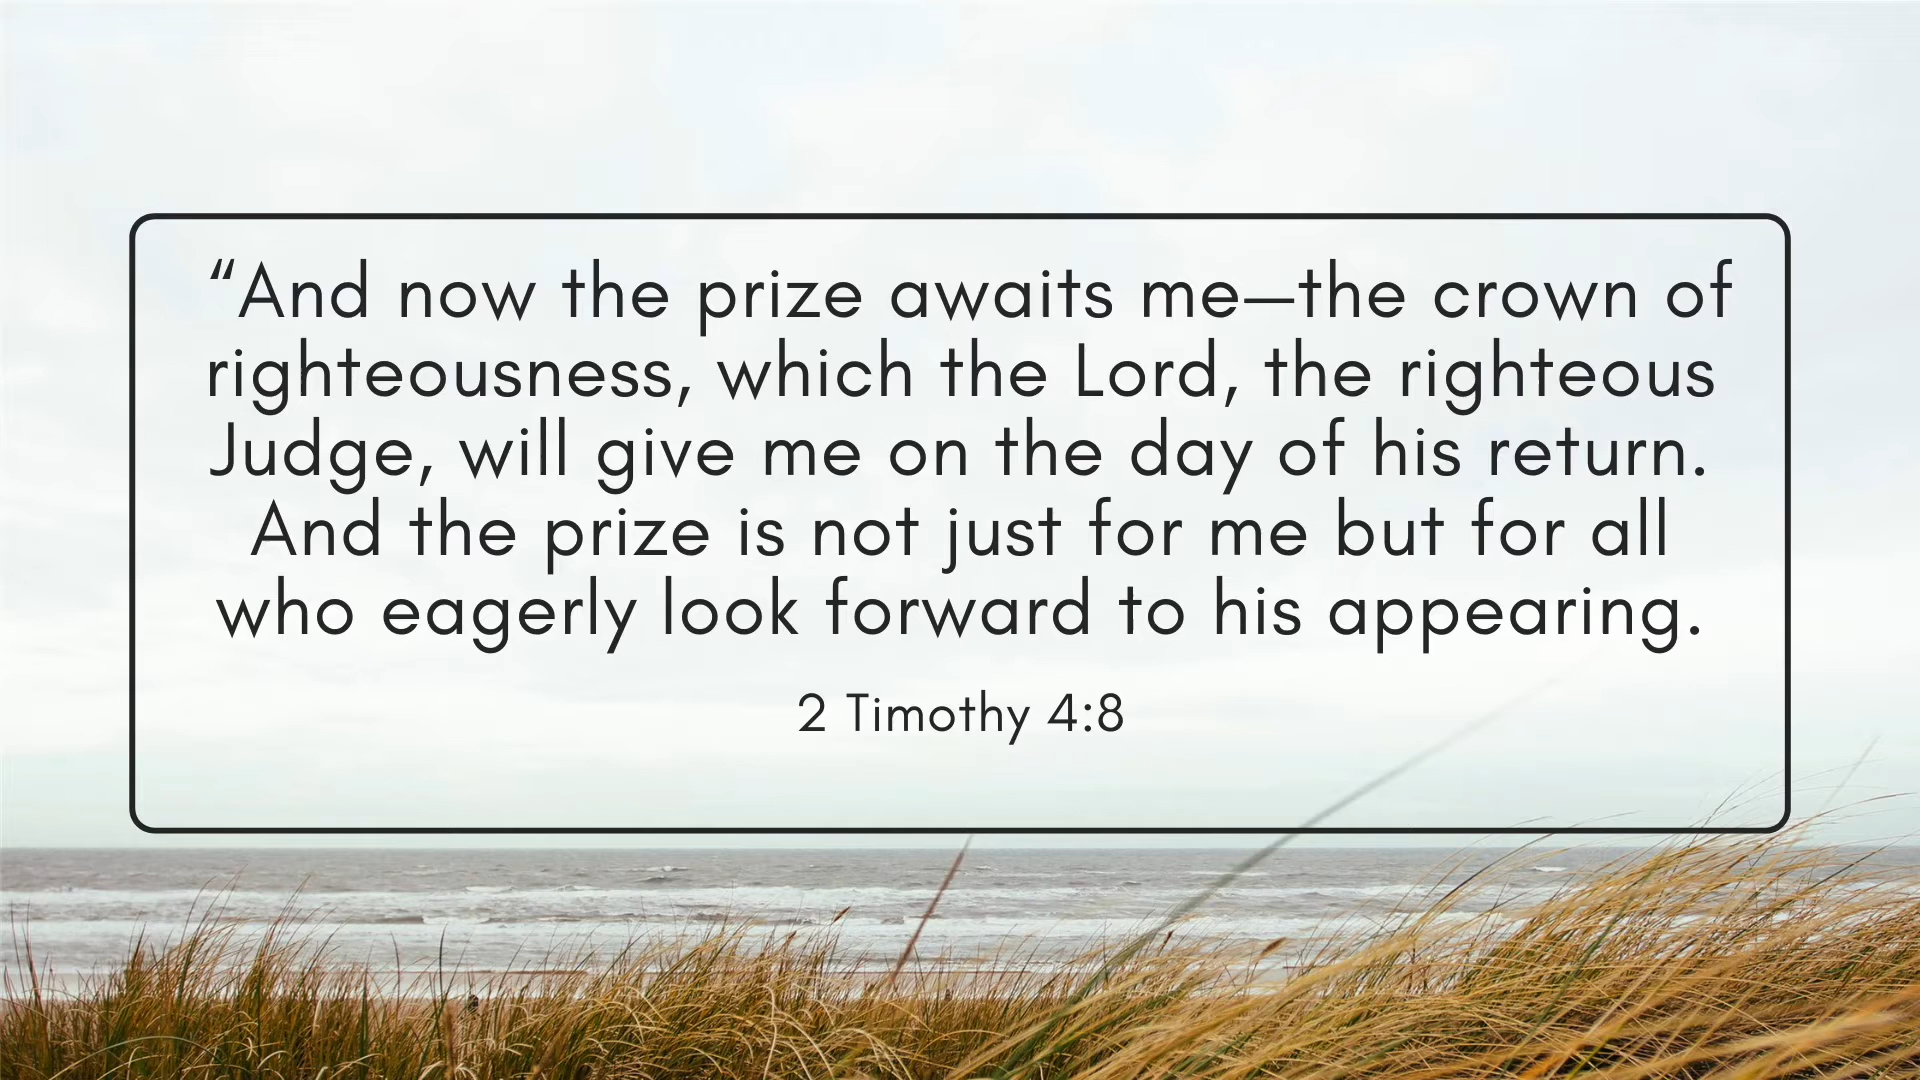 “And now the prize awaits me—the crown of
righteousness, which the Lord, the righteous
Judge, will give me on the day of his return.
And the prize is not just for me but for all
who eagerly look forward to his appearing.
2 Timothy 4:8